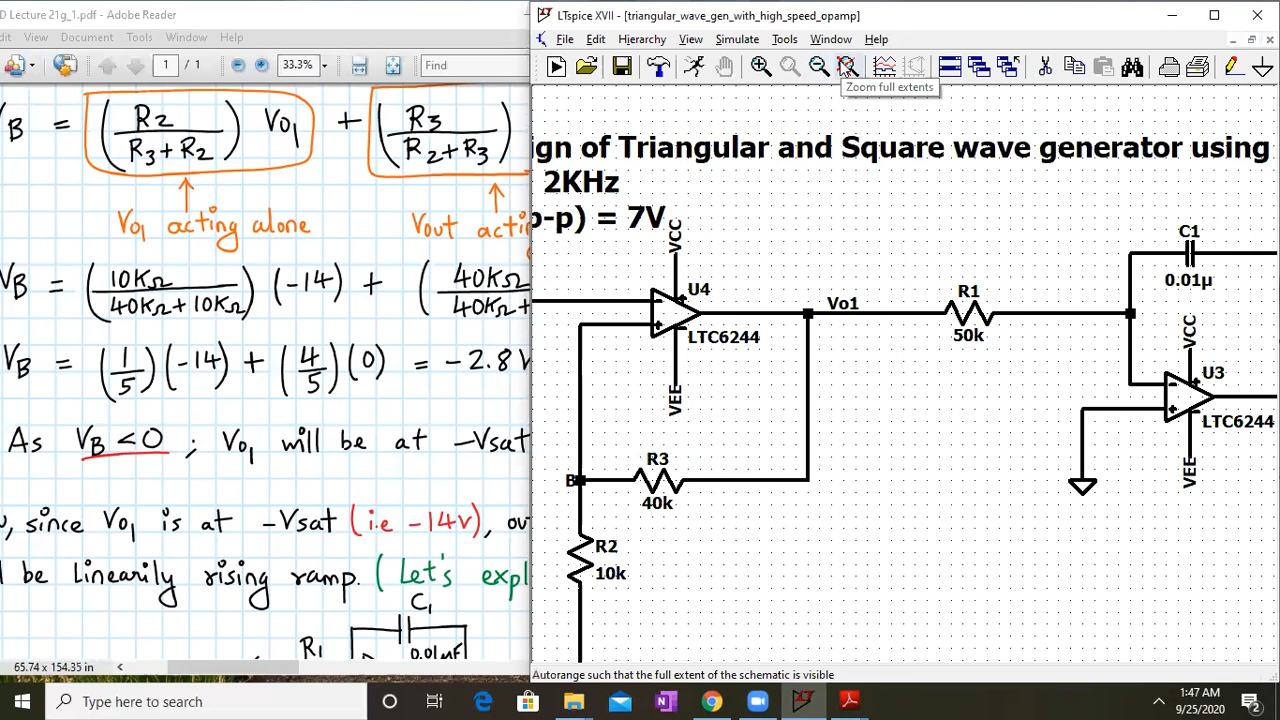 D Lecture 21g_1.pdf - Adobe Reader
View Document Tools Window Help
1 / 1 33.3% Find
B = (R2 / R3 + R2) Vo1 + (R3 / R2 + R3)
Vo1 acting alone
Vout acti
VB = (10KΩ / 40KΩ + 10KΩ) (-14) + (40KΩ / 40KΩ +
VB = (1/5)(-14) + (4/5)(0) = -2.8 V
As VB < 0 ; Vo1 will be at -Vsat
, since Vo1 is at -Vsat (i.e -14V), ou
l be linearily rising ramp. (Let's expl
C1
R1
0.01μF
65.74 x 154.35 in
LTspice XVII - [triangular_wave_gen_with_high_speed_opamp]
File Edit Hierarchy View Simulate Tools Window Help
Zoom full extents
ign of Triangular and Square wave generator using
2KHz
p-p) = 7V
VCC
U4
LTC6244
VEE
Vo1
R1
50k
C1
0.01µ
VCC
U3
LTC6244
VEE
R3
B
40k
R2
10k
Autorange such that the full extent of the schematic is visible
Type here to search
1:47 AM
9/25/2020
2